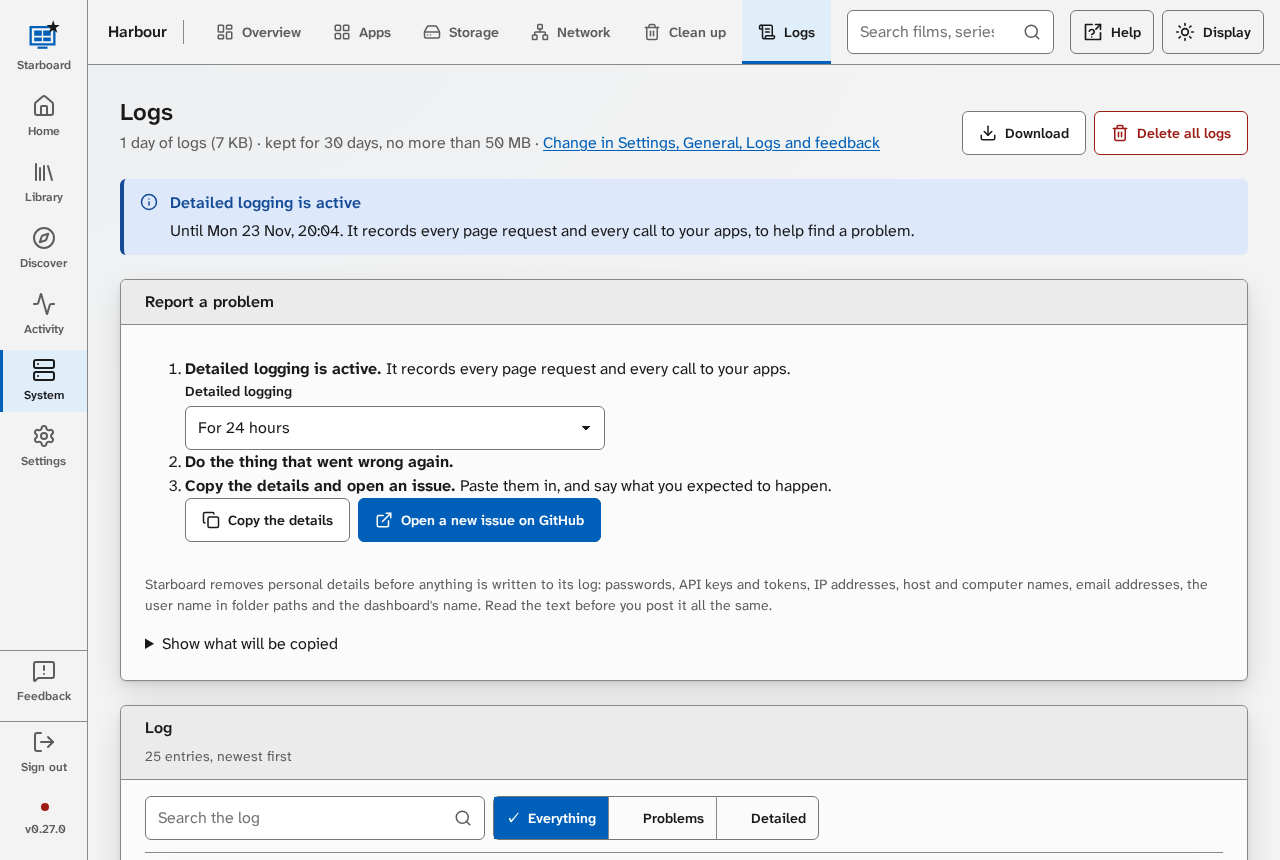 Starboard
Home
Library
Discover
Activity
System
Settings
Feedback
Sign out
v0.27.0
Harbour
Overview
Apps
Storage
Network
Clean up
Logs
Search films, series
Help
Display
Logs
1 day of logs (7 KB) · kept for 30 days, no more than 50 MB · Change in Settings, General, Logs and feedback
Download
Delete all logs
Detailed logging is active
Until Mon 23 Nov, 20:04. It records every page request and every call to your apps, to help find a problem.
Report a problem
1. Detailed logging is active. It records every page request and every call to your apps.
Detailed logging
For 24 hours
2. Do the thing that went wrong again.
3. Copy the details and open an issue. Paste them in, and say what you expected to happen.
Copy the details
Open a new issue on GitHub
Starboard removes personal details before anything is written to its log: passwords, API keys and tokens, IP addresses, host and computer names, email addresses, the
user name in folder paths and the dashboard's name. Read the text before you post it all the same.
Show what will be copied
Log
25 entries, newest first
Search the log
✓ Everything
Problems
Detailed